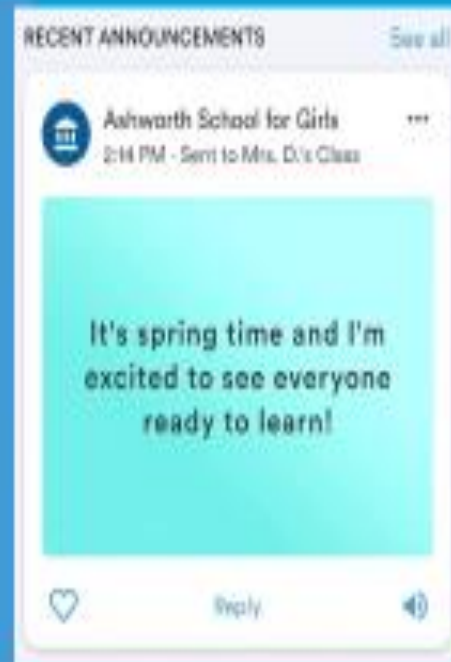 RECENT ANNOUNCEMENTS See all
Ashworth School for Girls
2:14 PM - Sent to Mrs. D.'s Class
It's spring time and I'm
excited to see everyone
ready to learn!
Reply